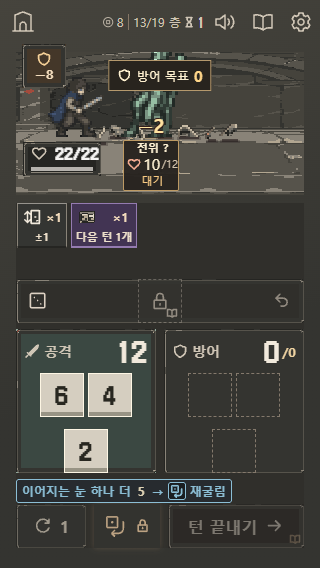 8 13/19 층 1
-8
방어 목표 0
-2
전위 ?
22/22
10/12
대기
×1
±1
×1
다음 턴 1개
공격 12
방어 0/0
6 4
2
이어지는 눈 하나 더 5 → 재굴림
1
턴 끝내기 →